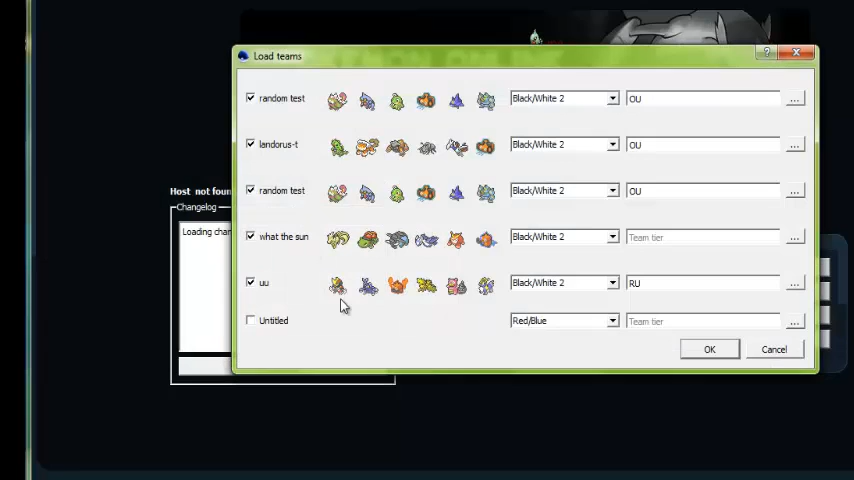 Load teams
random test Black/White 2 OU ...
landorus-t Black/White 2 OU ...
random test Black/White 2 OU ...
what the sun Black/White 2 Team tier ...
uu Black/White 2 RU ...
Untitled Red/Blue Team tier ...
OK Cancel
Host not foun
Changelog
Loading chan